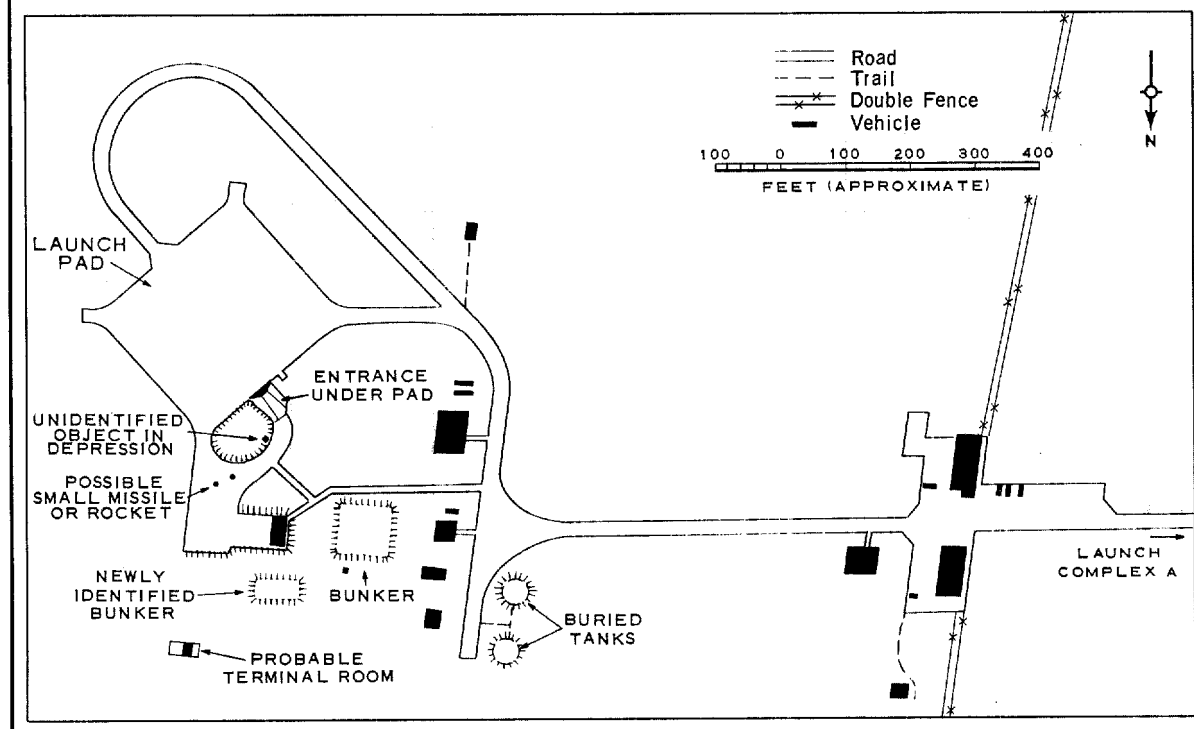 Road
Trail
Double Fence
Vehicle
N
100 0 100 200 300 400
FEET (APPROXIMATE)
LAUNCH
PAD
ENTRANCE
UNDER PAD
UNIDENTIFIED
OBJECT IN
DEPRESSION
POSSIBLE
SMALL MISSILE
OR ROCKET
NEWLY
IDENTIFIED
BUNKER
BUNKER
BURIED
TANKS
PROBABLE
TERMINAL ROOM
LAUNCH
COMPLEX A